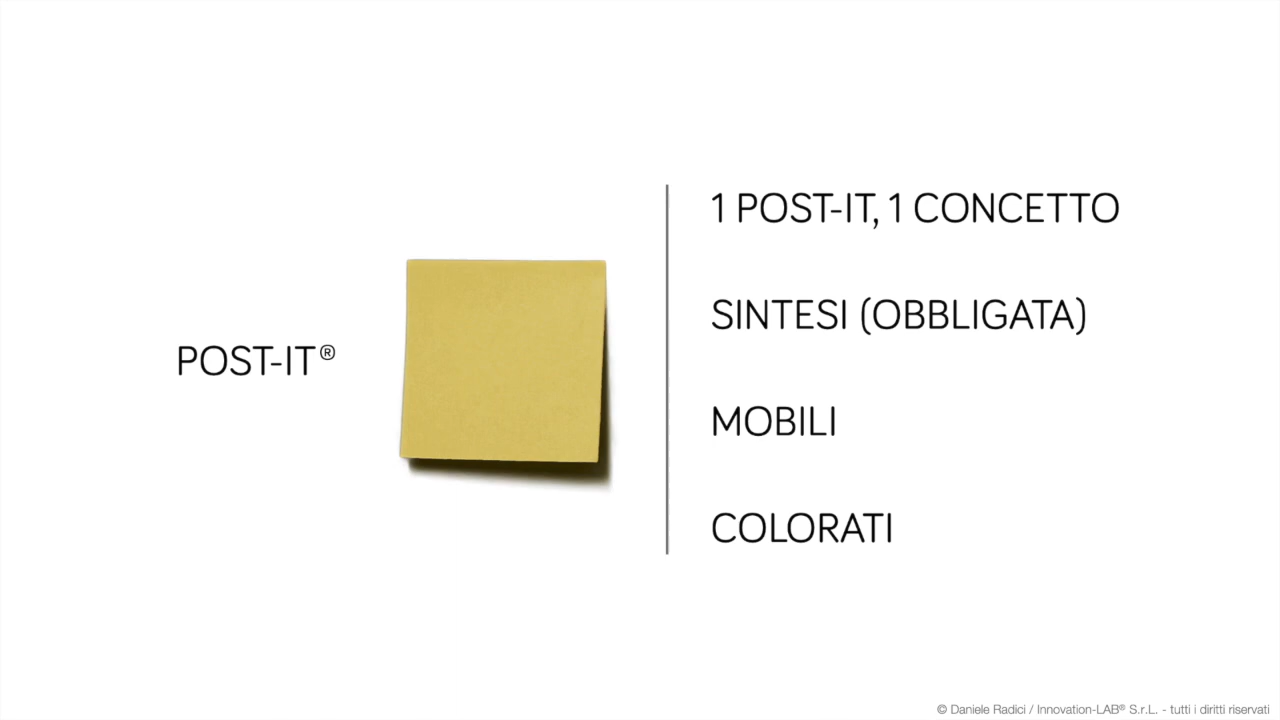 POST-IT®
1 POST-IT, 1 CONCETTO
SINTESI (OBBLIGATA)
MOBILI
COLORATI
© Daniele Radici / Innovation-LAB® S.r.L. - tutti i diritti riservati